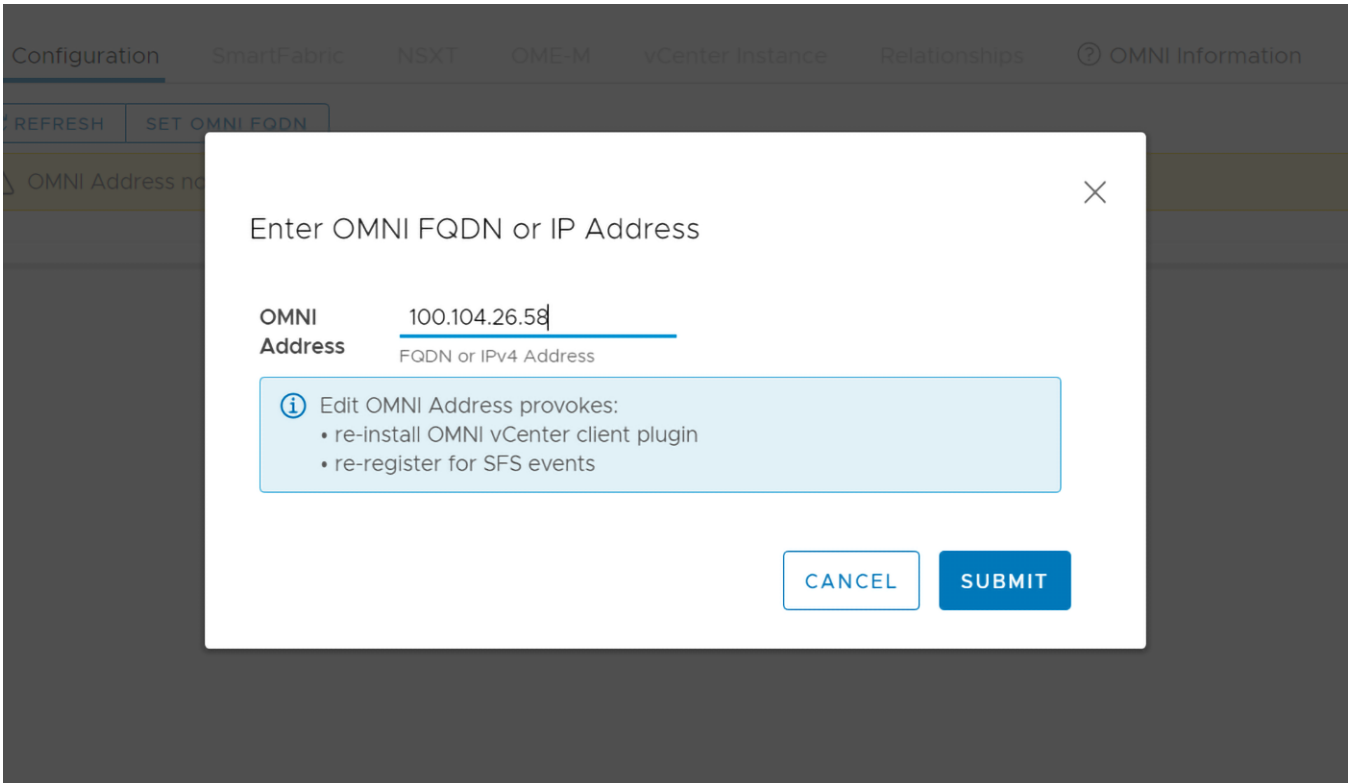 Configuration SmartFabric NSXT OME-M vCenter Instance Relationships ? OMNI Information
REFRESH SET OMNI FQDN
OMNI Address
Enter OMNI FQDN or IP Address
OMNI
Address
100.104.26.58
FQDN or IPv4 Address
i Edit OMNI Address provokes:
• re-install OMNI vCenter client plugin
• re-register for SFS events
CANCEL SUBMIT